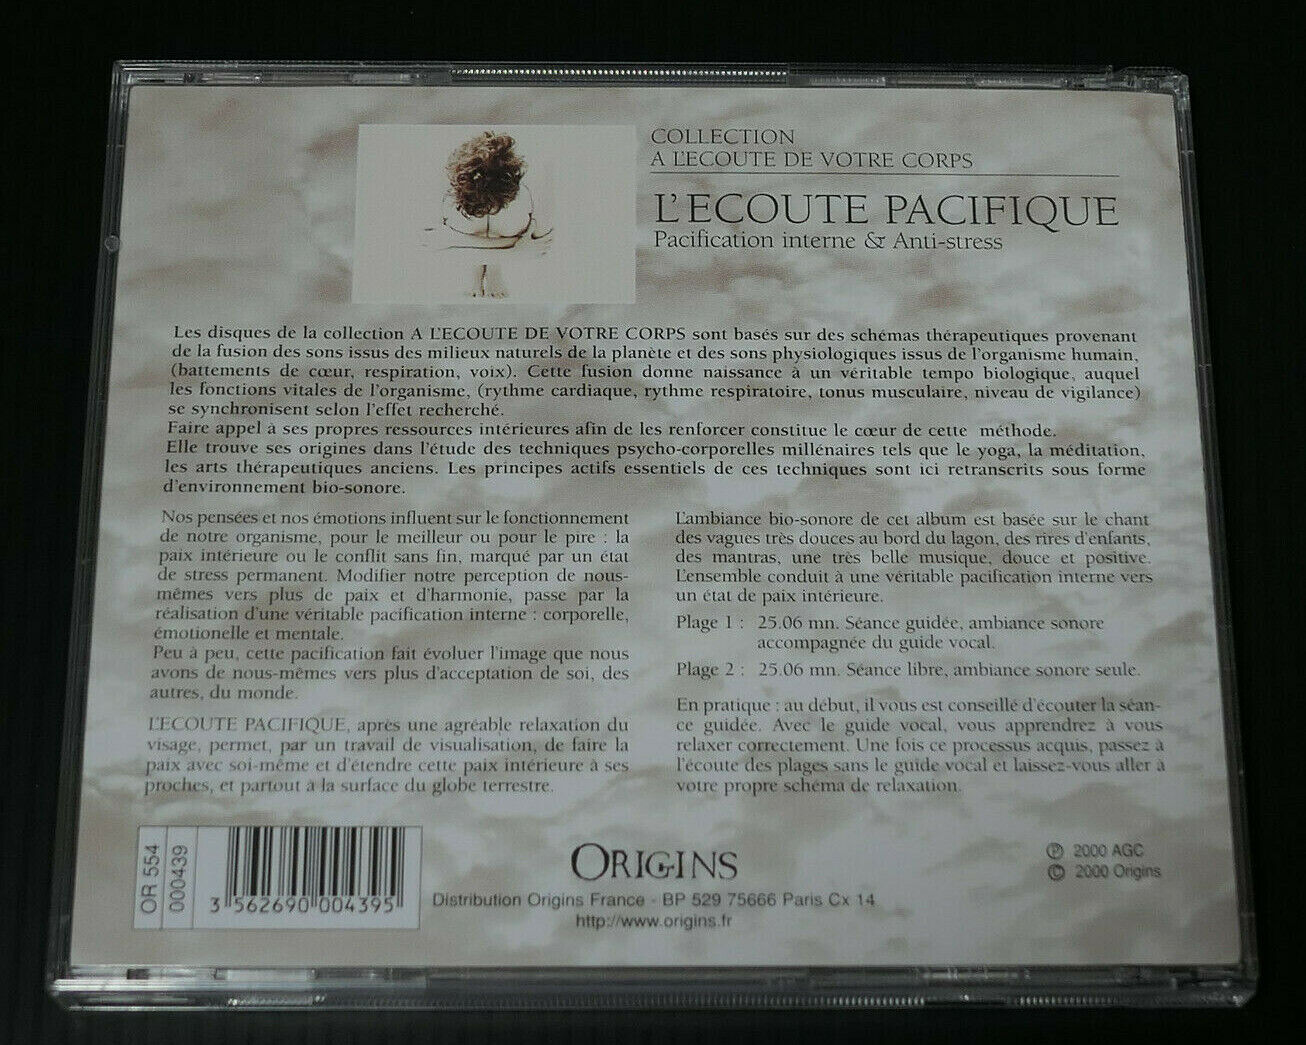 COLLECTION
A L'ECOUTE DE VOTRE CORPS
L'ECOUTE PACIFIQUE
Pacification interne & Anti-stress
Les disques de la collection A L'ECOUTE DE VOTRE CORPS sont basés sur des schémas thérapeutiques provenant
de la fusion des sons issus des milieux naturels de la planète et des sons physiologiques issus de l'organisme humain,
(battements de cœur, respiration, voix). Cette fusion donne naissance à un véritable tempo biologique, auquel
les fonctions vitales de l'organisme, (rythme cardiaque, rythme respiratoire, tonus musculaire, niveau de vigilance)
se synchronisent selon l'effet recherché.
Faire appel à ses propres ressources intérieures afin de les renforcer constitue le cœur de cette méthode.
Elle trouve ses origines dans l'étude des techniques psycho-corporelles millénaires tels que le yoga, la méditation,
les arts thérapeutiques anciens. Les principes actifs essentiels de ces techniques sont ici retranscrits sous forme
d'environnement bio-sonore.
Nos pensées et nos émotions influent sur le fonctionnement
de notre organisme, pour le meilleur ou pour le pire : la
paix intérieure ou le conflit sans fin, marqué par un état
de stress permanent. Modifier notre perception de nous-
mêmes vers plus de paix et d'harmonie, passe par la
réalisation d'une véritable pacification interne : corporelle,
émotionelle et mentale.
Peu à peu, cette pacification fait évoluer l'image que nous
avons de nous-mêmes vers plus d'acceptation de soi, des
autres, du monde.
L'ECOUTE PACIFIQUE, après une agréable relaxation du
visage, permet, par un travail de visualisation, de faire la
paix avec soi-même et d'étendre cette paix intérieure à ses
proches, et partout à la surface du globe terrestre.
L'ambiance bio-sonore de cet album est basée sur le chant
des vagues très douces au bord du lagon, des rires d'enfants,
des mantras, une très belle musique, douce et positive.
L'ensemble conduit à une véritable pacification interne vers
un état de paix intérieure.
Plage 1 : 25.06 mn. Séance guidée, ambiance sonore
accompagnée du guide vocal.
Plage 2 : 25.06 mn. Séance libre, ambiance sonore seule.
En pratique : au début, il vous est conseillé d'écouter la séan-
ce guidée. Avec le guide vocal, vous apprendrez à vous
relaxer correctement. Une fois ce processus acquis, passez à
l'écoute des plages sans le guide vocal et laissez-vous aller à
votre propre schéma de relaxation.
OR 554
000439
3 562690 004395
ORIGINS
Distribution Origins France - BP 529 75666 Paris Cx 14
http://www.origins.fr
℗ 2000 AGC
© 2000 Origins